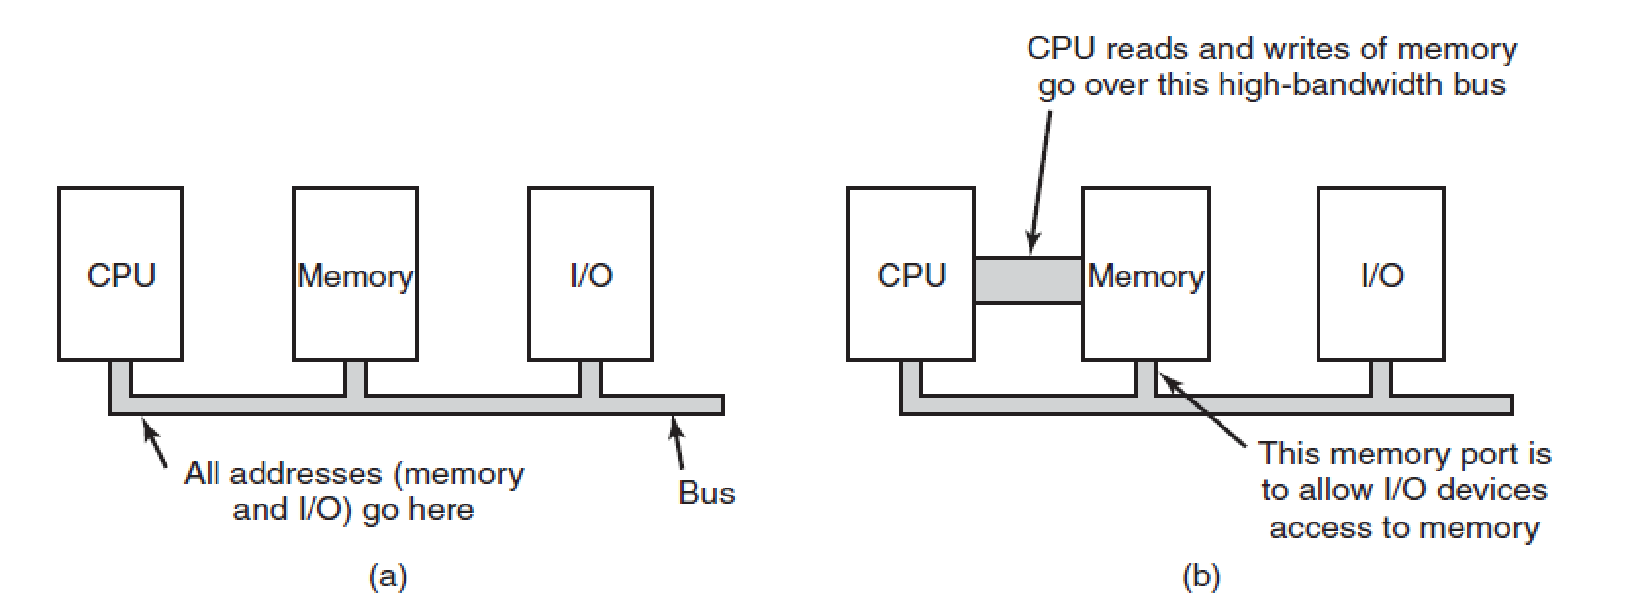 CPU reads and writes of memory
go over this high-bandwidth bus
CPU
Memory
I/O
CPU
Memory
I/O
All addresses (memory
and I/O) go here
Bus
This memory port is
to allow I/O devices
access to memory
(a)
(b)